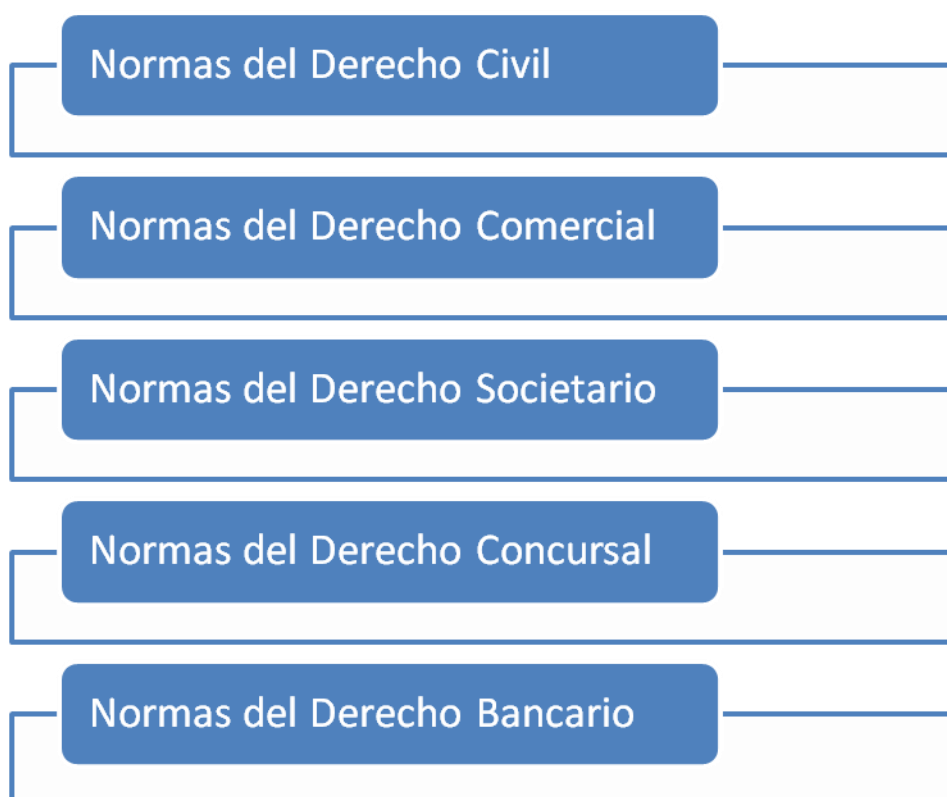 Normas del Derecho Civil
Normas del Derecho Comercial
Normas del Derecho Societario
Normas del Derecho Concursal
Normas del Derecho Bancario